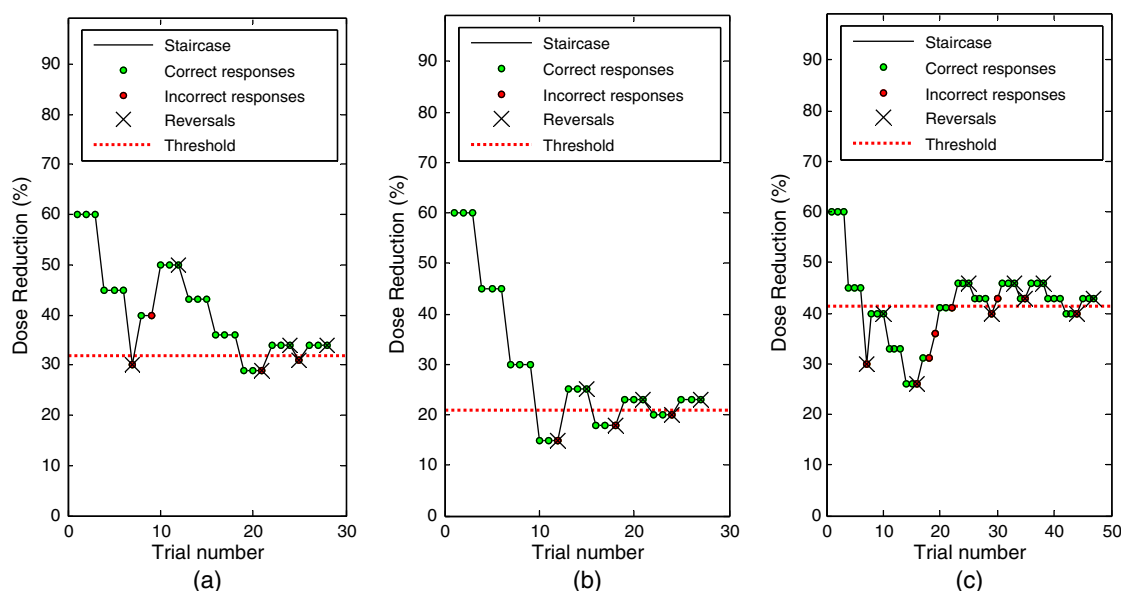 Dose Reduction (%)
90
80
70
60
50
40
30
20
10
0
Staircase
Correct responses
Incorrect responses
Reversals
Threshold
0 10 20 30
Trial number
(a)
Dose Reduction (%)
90
80
70
60
50
40
30
20
10
0
Staircase
Correct responses
Incorrect responses
Reversals
Threshold
0 10 20 30
Trial number
(b)
Dose Reduction (%)
90
80
70
60
50
40
30
20
10
0
Staircase
Correct responses
Incorrect responses
Reversals
Threshold
0 10 20 30 40 50
Trial number
(c)